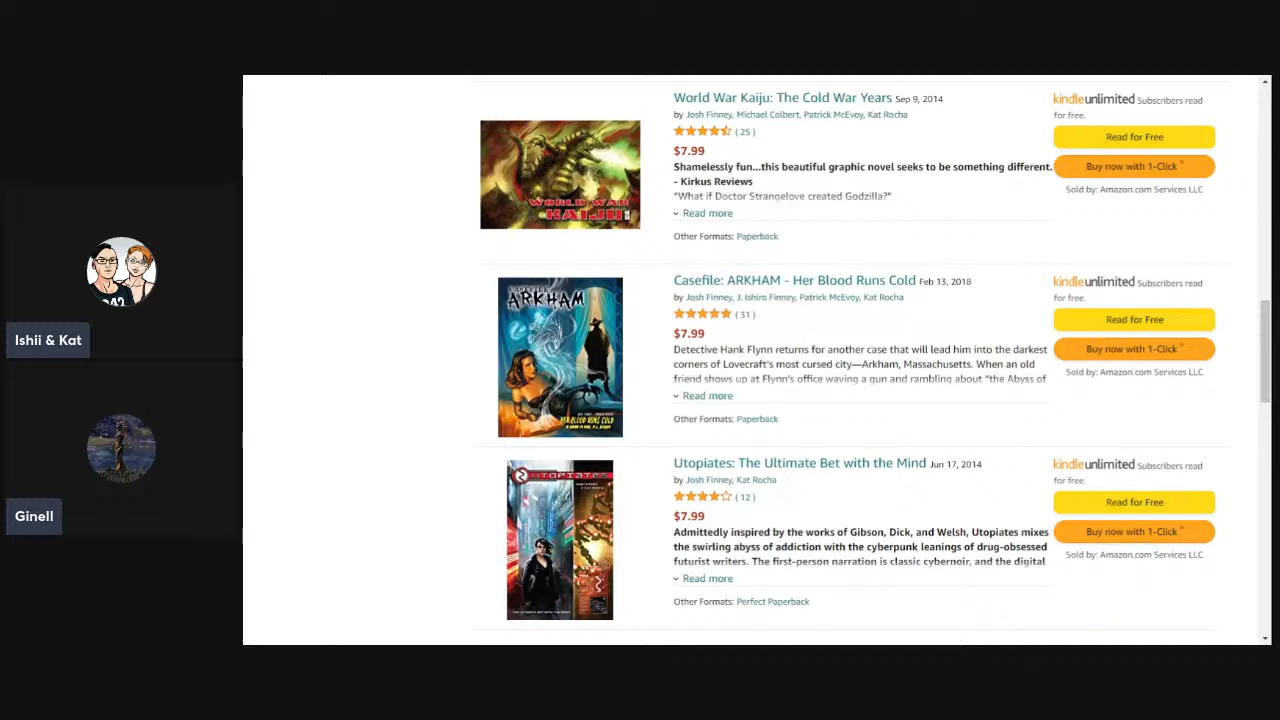 World War Kaiju: The Cold War Years Sep 9, 2014
by Josh Finney, Michael Colbert, Patrick McEvoy, Kat Rocha
( 25 )
$7.99
Shamelessly fun...this beautiful graphic novel seeks to be something different.
- Kirkus Reviews
"What if Doctor Strangelove created Godzilla?"
Read more
Other Formats: Paperback
kindleunlimited Subscribers read
for free.
Read for Free
Buy now with 1-Click ®
Sold by: Amazon.com Services LLC
WORLD WAR
KAIJU
Ishii & Kat
Casefile: ARKHAM - Her Blood Runs Cold Feb 13, 2018
by Josh Finney, J. Ishiro Finney, Patrick McEvoy, Kat Rocha
( 31 )
$7.99
Detective Hank Flynn returns for another case that will lead him into the darkest
corners of Lovecraft's most cursed city—Arkham, Massachusetts. When an old
friend shows up at Flynn's office waving a gun and rambling about "the Abyss of
Read more
Other Formats: Paperback
kindleunlimited Subscribers read
for free.
Read for Free
Buy now with 1-Click ®
Sold by: Amazon.com Services LLC
ARKHAM
HER BLOOD RUNS COLD
Ginell
Utopiates: The Ultimate Bet with the Mind Jun 17, 2014
by Josh Finney, Kat Rocha
( 12 )
$7.99
Admittedly inspired by the works of Gibson, Dick, and Welsh, Utopiates mixes
the swirling abyss of addiction with the cyberpunk leanings of drug-obsessed
futurist writers. The first-person narration is classic cybernoir, and the digital
Read more
Other Formats: Perfect Paperback
kindleunlimited Subscribers read
for free.
Read for Free
Buy now with 1-Click ®
Sold by: Amazon.com Services LLC
UTOPIATES